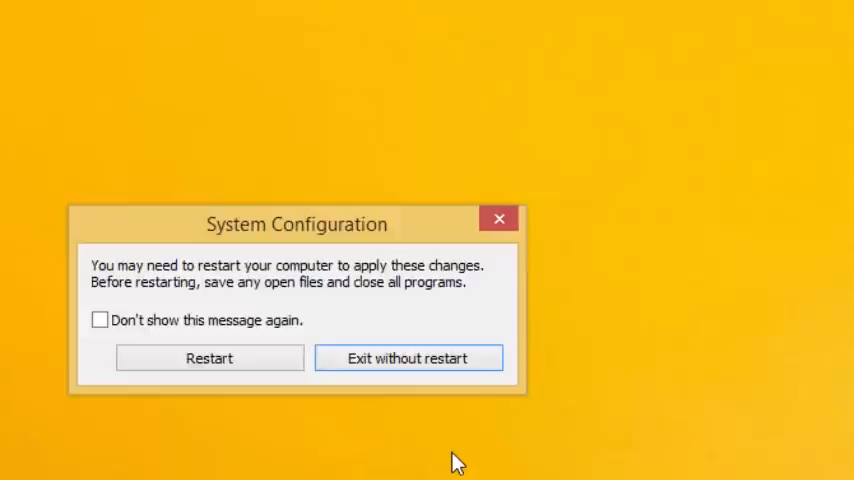 System Configuration
You may need to restart your computer to apply these changes.
Before restarting, save any open files and close all programs.
Don't show this message again.
Restart
Exit without restart